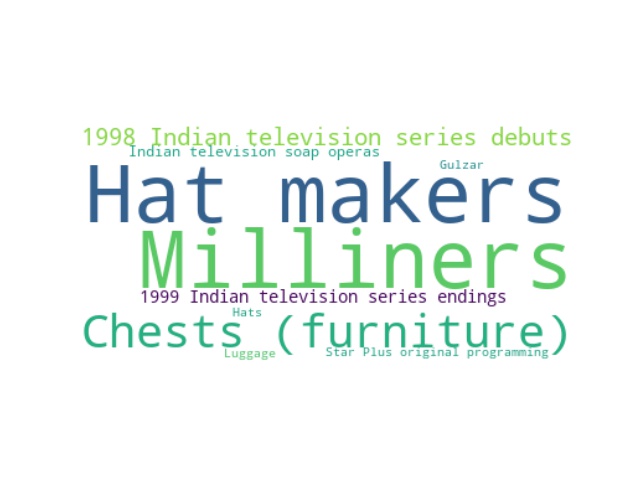 1998 Indian television series debuts
Indian television soap operas
Gulzar
Hat makers
Milliners
1999 Indian television series endings
Hats
Chests (furniture)
Luggage
Star Plus original programming